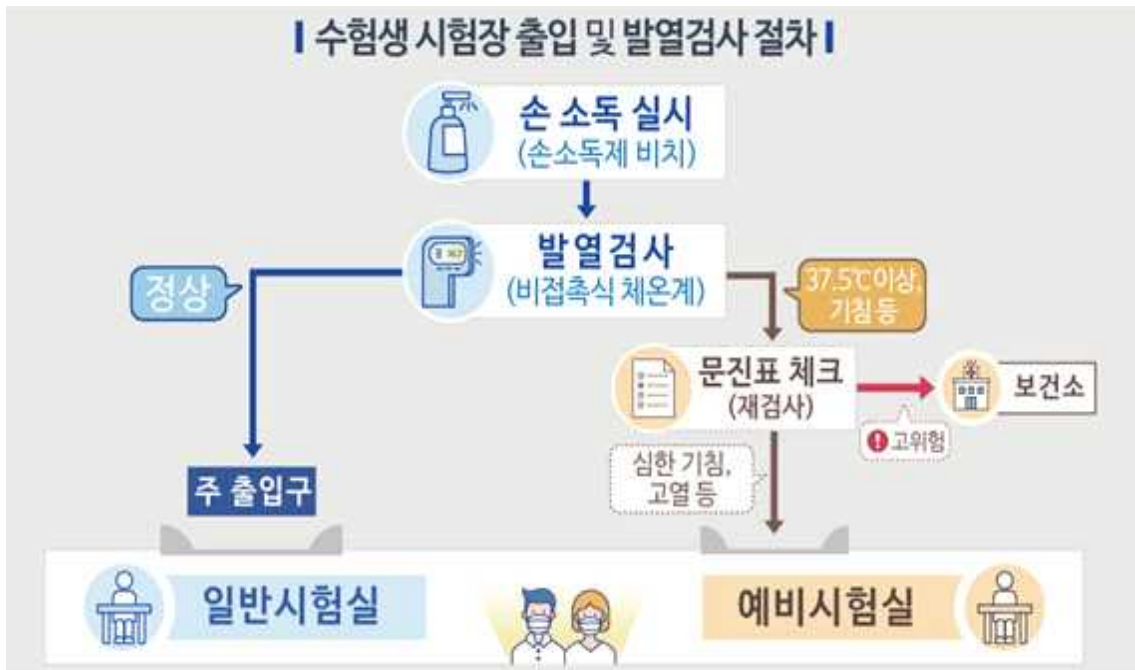 수험생 시험장 출입 및 발열검사 절차
손 소독 실시
(손소독제 비치)
발열검사
(비접촉식 체온계)
정상
37.5℃이상,
기침 등
문진표 체크
(재검사)
보건소
고위험
심한 기침,
고열 등
주 출입구
일반시험실
예비시험실